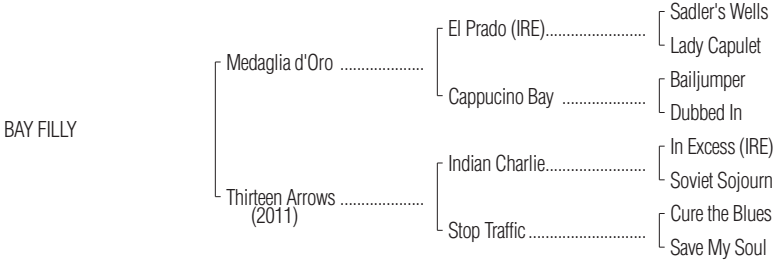 Sadler's Wells
El Prado (IRE)........................
Lady Capulet
Medaglia d'Oro ....................
Bailjumper
Cappucino Bay ....................
Dubbed In
BAY FILLY
In Excess (IRE)
Indian Charlie........................
Soviet Sojourn
Thirteen Arrows ....................
(2011)
Cure the Blues
Stop Traffic ............................
Save My Soul